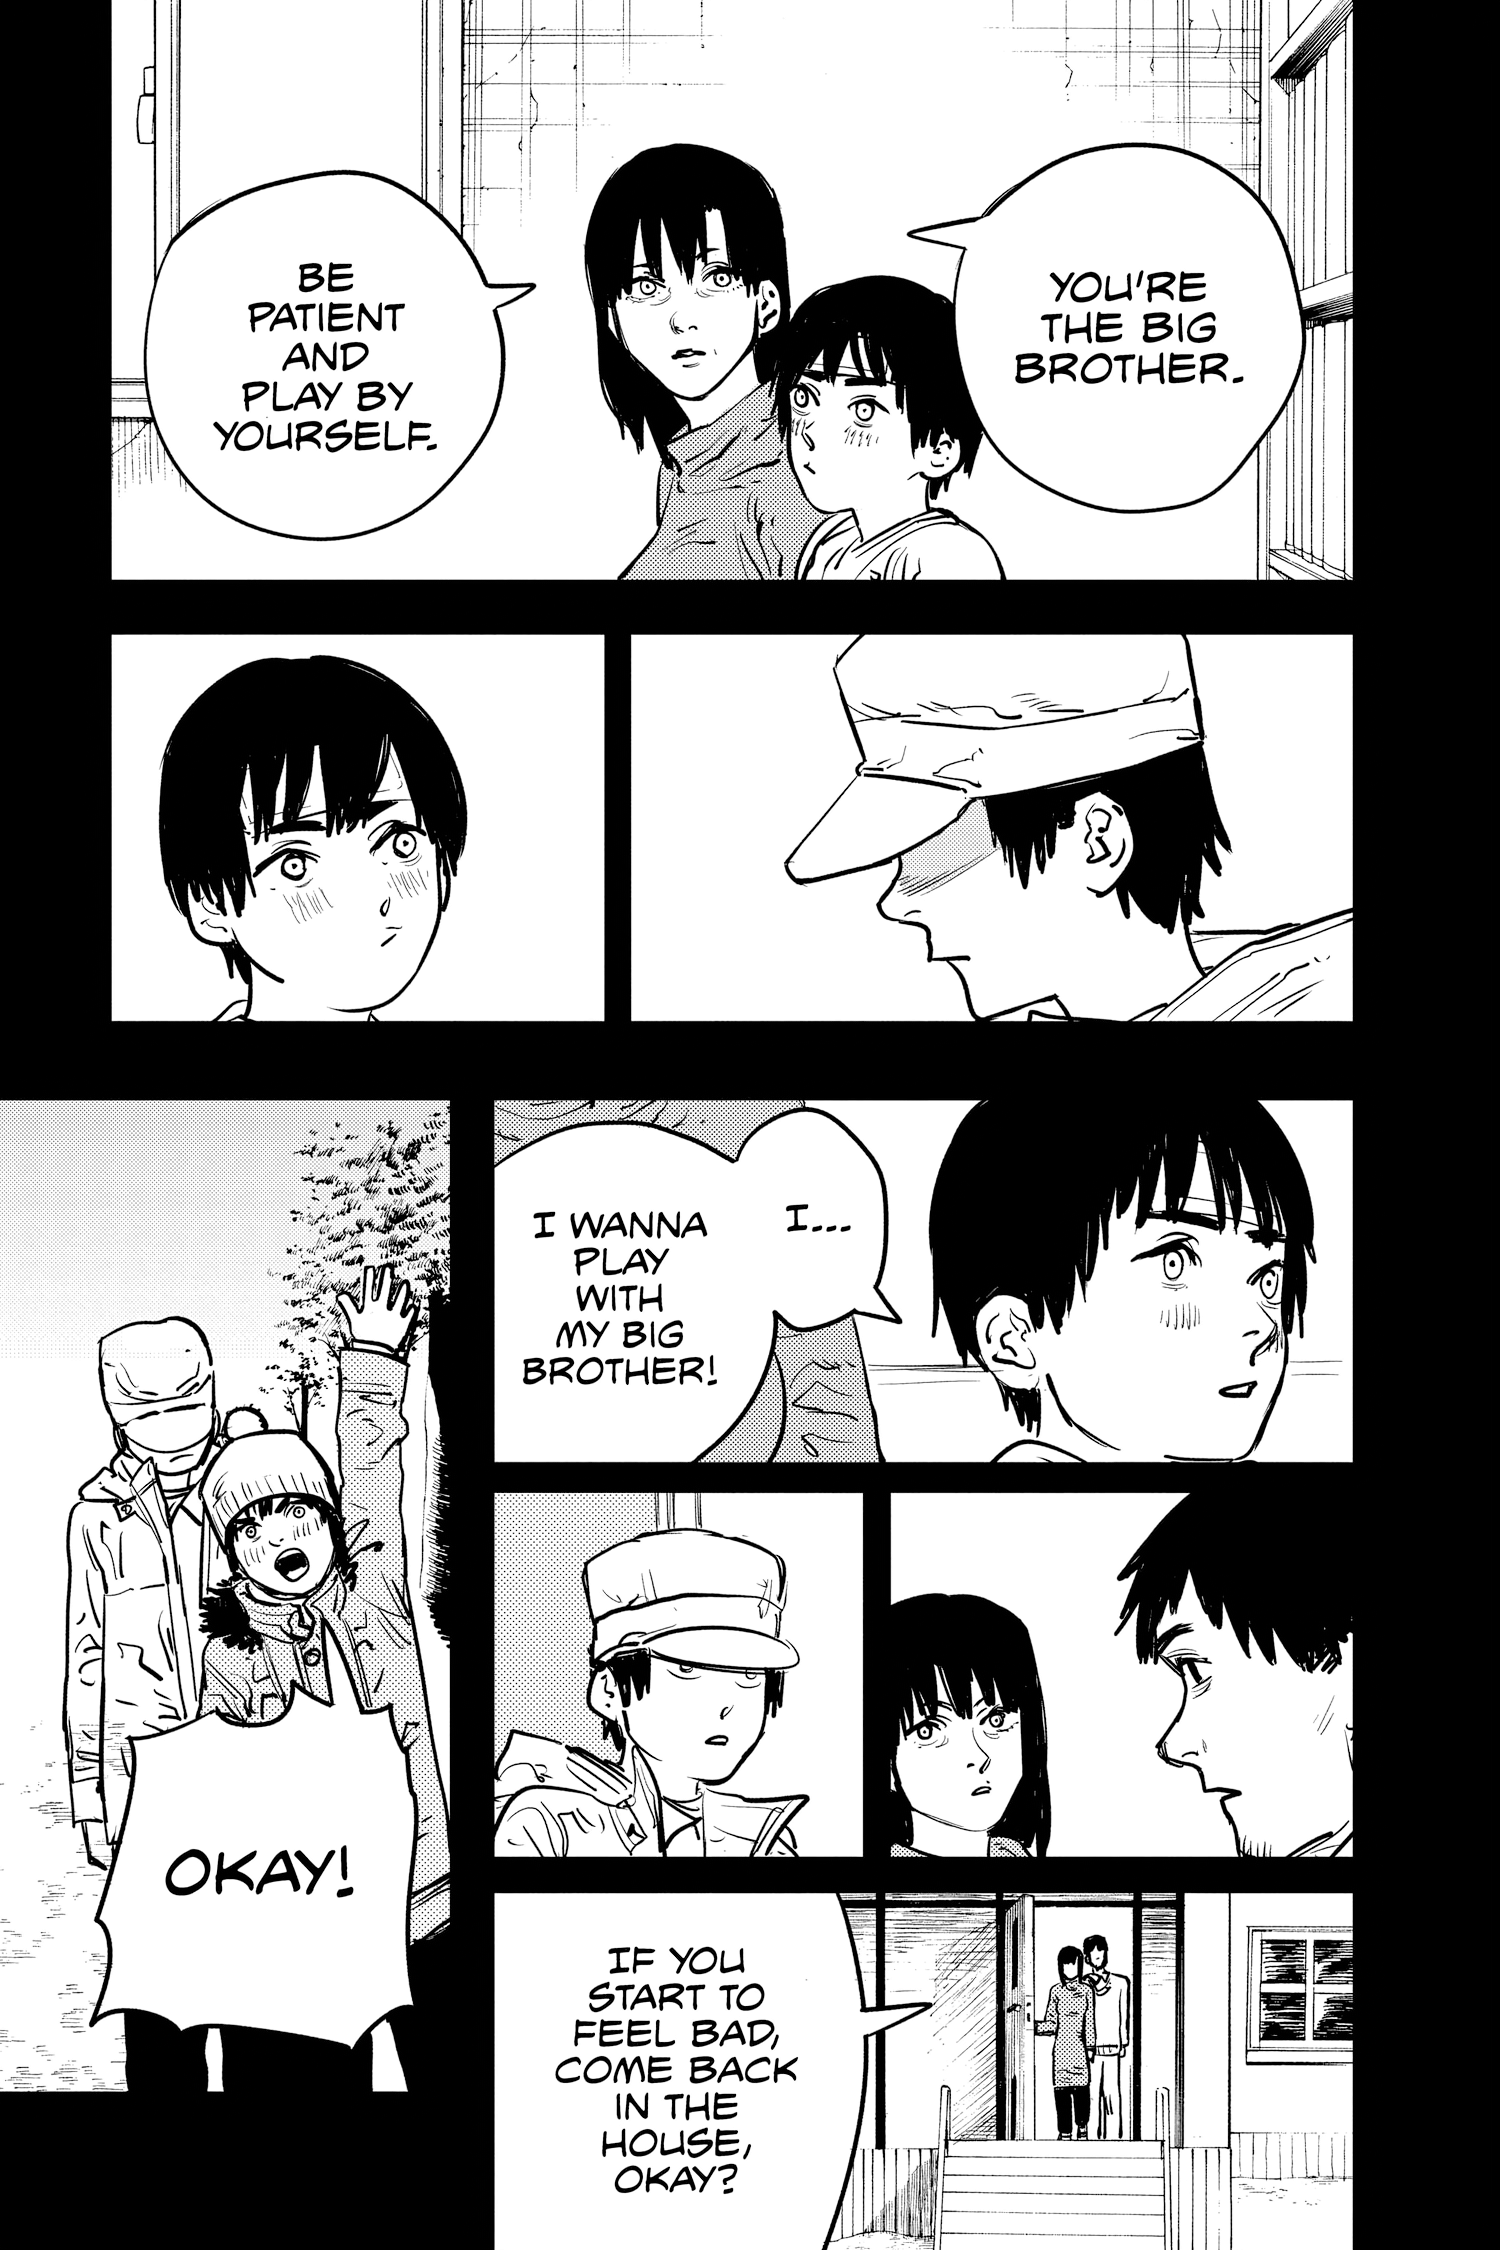 YOU'RE
THE BIG
BROTHER.
BE
PATIENT
AND
PLAY BY
YOURSELF.
I...
I WANNA
PLAY
WITH
MY BIG
BROTHER!
IF YOU
START TO
FEEL BAD,
COME BACK
IN THE
HOUSE,
OKAY?
OKAY!